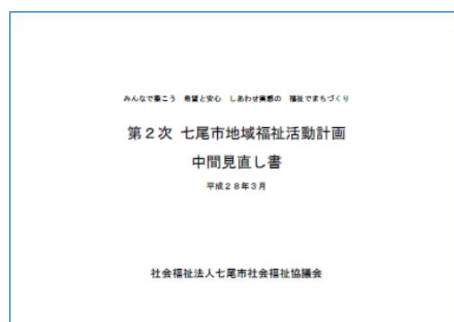 みんなで築こう　希望と安心　しあわせ実感の　福祉でまちづくり
第２次 七尾市地域福祉活動計画
中間見直し書
平成２８年３月
社会福祉法人七尾市社会福祉協議会